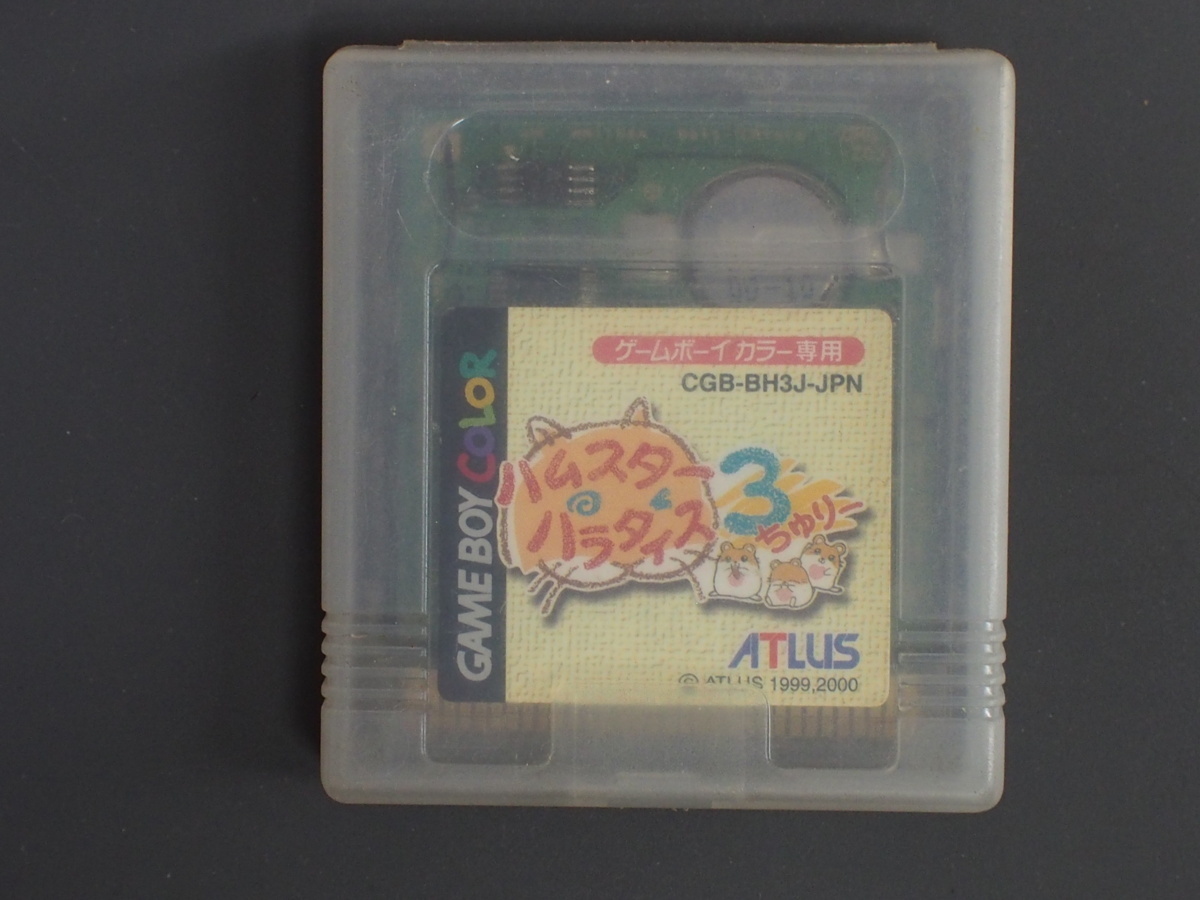 ゲームボーイカラー専用
CGB-BH3J-JPN
GAME BOY COLOR
ハムスター
パラダイス
3
ちゅりー
ATLUS
© ATLUS 1999,2000